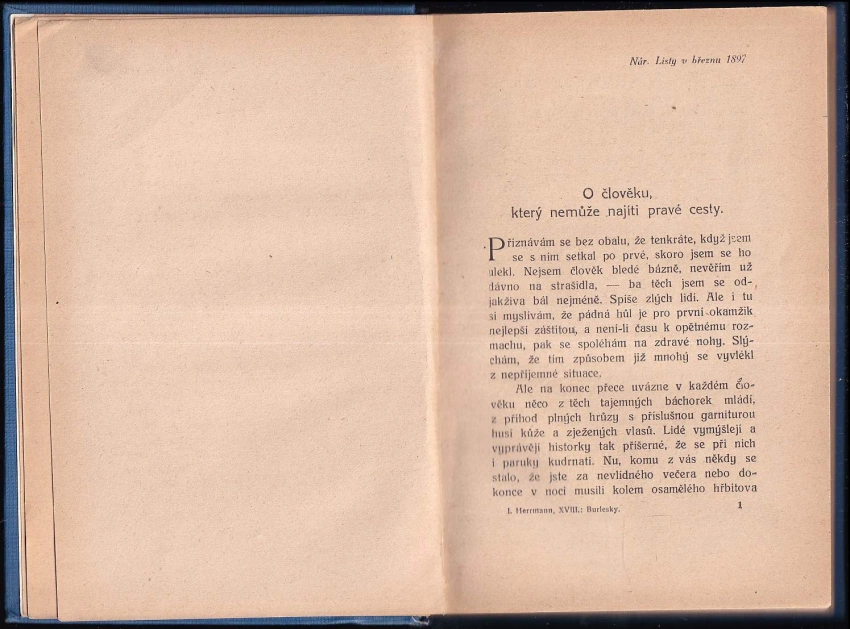 Nár. Listy v březnu 1897
O člověku,
který nemůže najíti pravé cesty.
Přiznávám se bez obalu, že tenkráte, když jsem
se s ním setkal po prvé, skoro jsem se ho
ulekl. Nejsem člověk bledé bázně, nevěřím už
dávno na strašidla, — ba těch jsem se od-
jakživa bál nejméně. Spíše zlých lidí. Ale i tu
si myslívám, že pádná hůl je pro první okamžik
nejlepší záštitou, a není-li času k opětnému roz-
machu, pak se spoléhám na zdravé nohy. Slý-
chám, že tím způsobem již mnohý se vyvlékl
z nepříjemné situace.
Ale na konec přece uvázne v každém člo-
věku něco z těch tajemných báchorek mládí,
z příhod plných hrůzy s příslušnou garniturou
husí kůže a zježených vlasů. Lidé vymýšlejí a
vyprávějí historky tak příšerné, že se při nich
i paruky kudrnatí. Nu, komu z vás někdy se
stalo, že jste za nevlídného večera nebo do-
konce v noci musili kolem osamělého hřbitova
I. Herrmann, XVIII.: Burlesky.
1